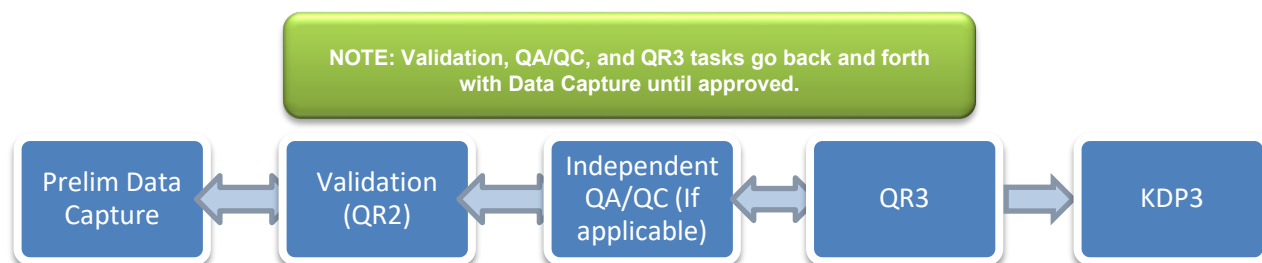 NOTE: Validation, QA/QC, and QR3 tasks go back and forth
with Data Capture until approved.
Prelim Data
Capture
Validation
(QR2)
Independent
QA/QC (If
applicable)
QR3
KDP3